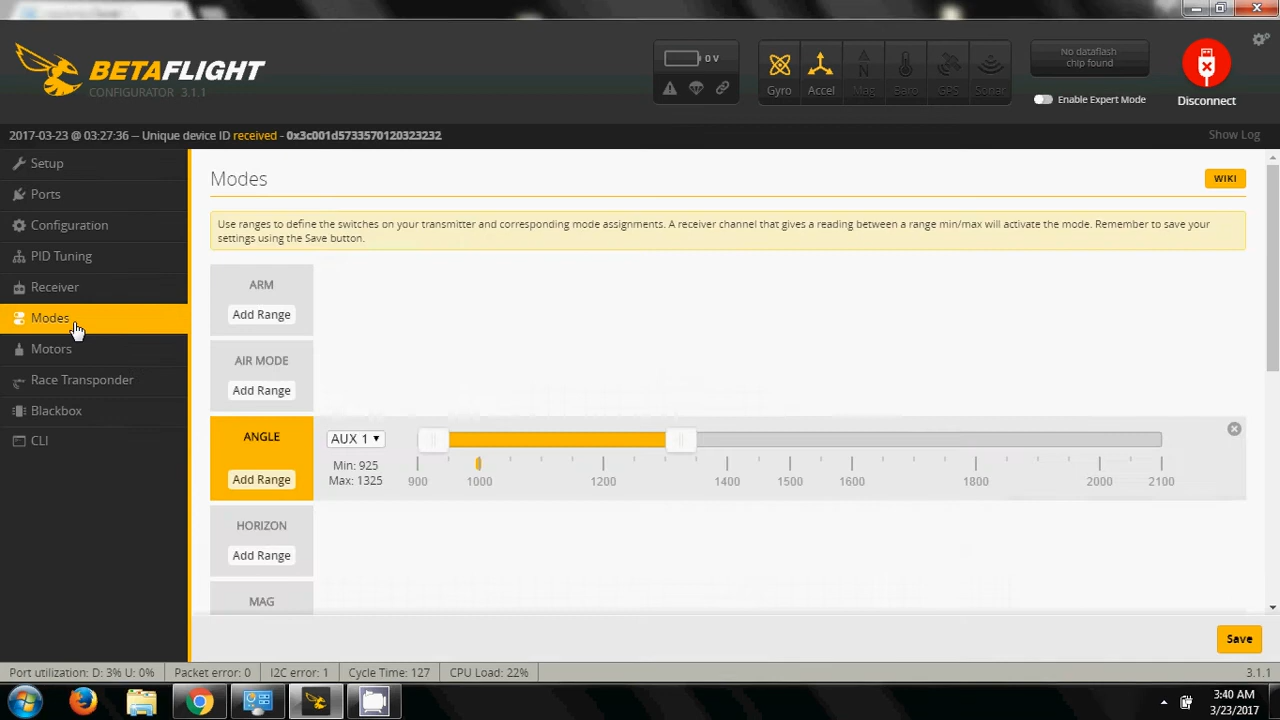 BETAFLIGHT
CONFIGURATOR 3.1.1
0 V
Gyro
Accel
Mag
Baro
GPS
Sonar
No dataflash
chip found
Enable Expert Mode
Disconnect
2017-03-23 @ 03:27:36 -- Unique device ID received - 0x3c001d5733570120323232
Show Log
Setup
Ports
Configuration
PID Tuning
Receiver
Modes
Motors
Race Transponder
Blackbox
CLI
Modes
WIKI
Use ranges to define the switches on your transmitter and corresponding mode assignments. A receiver channel that gives a reading between a range min/max will activate the mode. Remember to save your
settings using the Save button.
ARM
Add Range
AIR MODE
Add Range
ANGLE
Add Range
AUX 1
Min: 925
Max: 1325
900 1000 1200 1400 1500 1600 1800 2000 2100
HORIZON
Add Range
MAG
Save
Port utilization: D: 3% U: 0% Packet error: 0 I2C error: 1 Cycle Time: 127 CPU Load: 22% 3.1.1
3:40 AM
3/23/2017